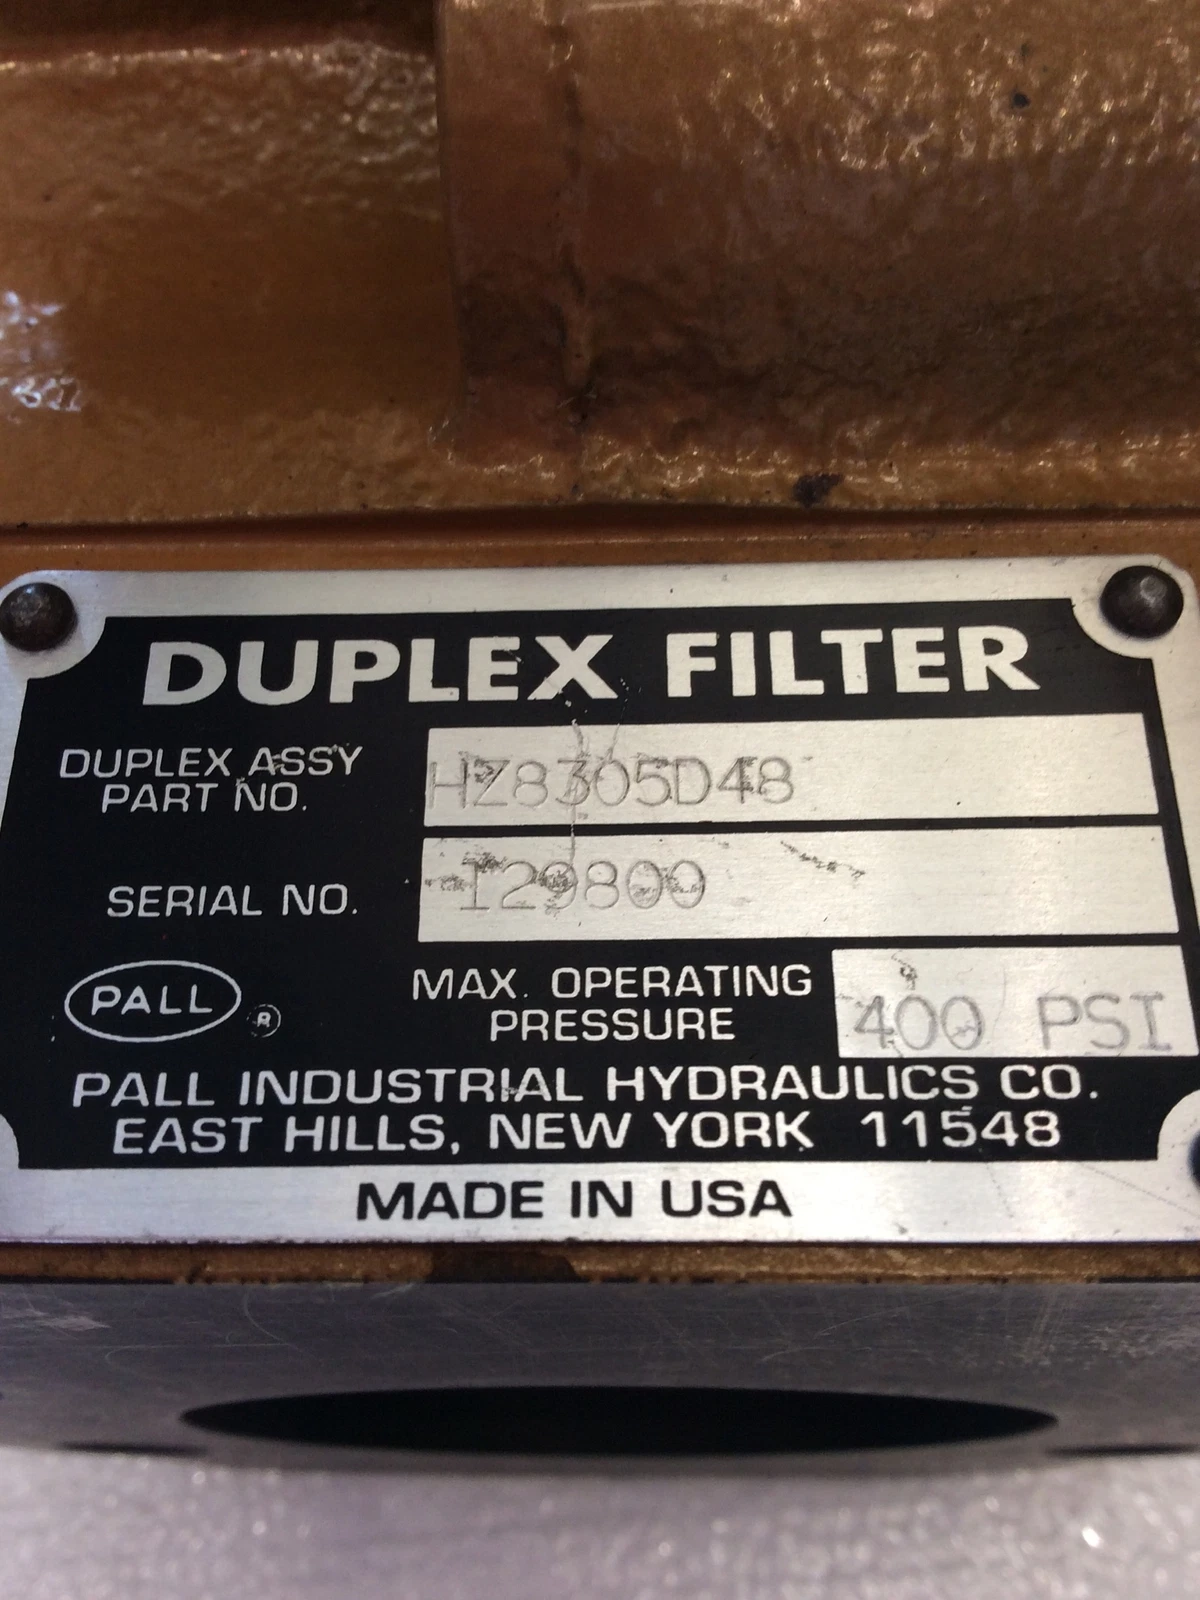 DUPLEX FILTER
DUPLEX ASSY
PART NO.
HZ8305D48
SERIAL NO.
129800
PALL ®
MAX. OPERATING
PRESSURE
400 PSI
PALL INDUSTRIAL HYDRAULICS CO.
EAST HILLS, NEW YORK 11548
MADE IN USA